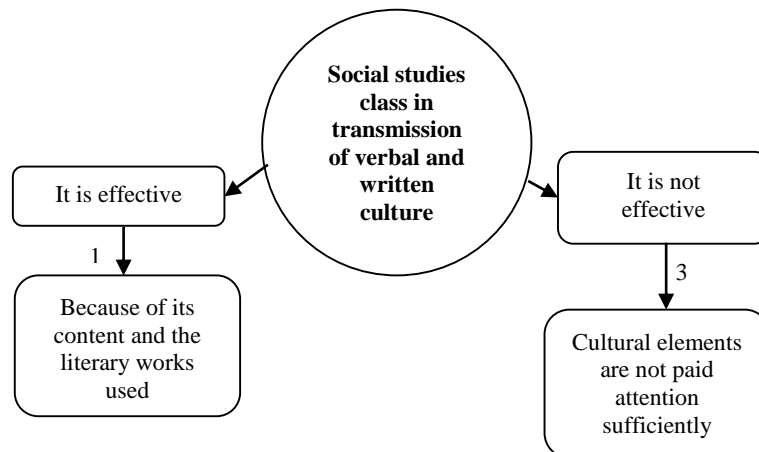 Social studies
class in
transmission
of verbal and
written
culture
It is effective
It is not
effective
1
3
Because of its
content and the
literary works
used
Cultural elements
are not paid
attention
sufficiently